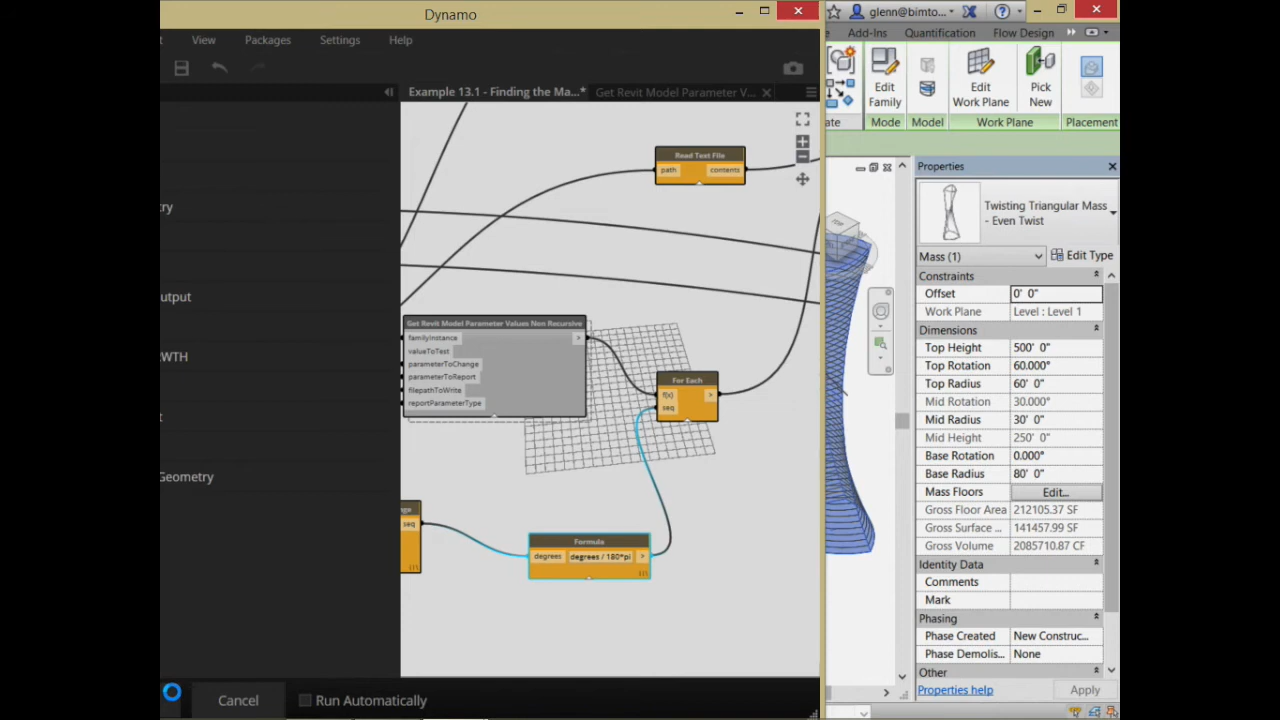 Dynamo
t View Packages Settings Help
Example 13.1 - Finding the Ma...* Get Revit Model Parameter V...
ry
utput
WTH
t
Geometry
Read Text File
path contents
Get Revit Model Parameter Values Non Recursive
familyInstance >
valueToTest
parameterToChange
parameterToReport
filepathToWrite
reportParameterType
For Each
f(x) >
seq
nge
seq
Formula
degrees degrees / 180*pi >
Cancel Run Automatically
glenn@bimto...
Add-Ins Quantification Flow Design
ate
Edit Family
Edit Work Plane
Pick New
Mode Model Work Plane Placement
Properties
Twisting Triangular Mass
- Even Twist
Mass (1) Edit Type
Constraints
Offset 0' 0"
Work Plane Level : Level 1
Dimensions
Top Height 500' 0"
Top Rotation 60.000°
Top Radius 60' 0"
Mid Rotation 30.000°
Mid Radius 30' 0"
Mid Height 250' 0"
Base Rotation 0.000°
Base Radius 80' 0"
Mass Floors Edit...
Gross Floor Area 212105.37 SF
Gross Surface ... 141457.99 SF
Gross Volume 2085710.87 CF
Identity Data
Comments
Mark
Phasing
Phase Created New Construc...
Phase Demolis... None
Other
Properties help Apply